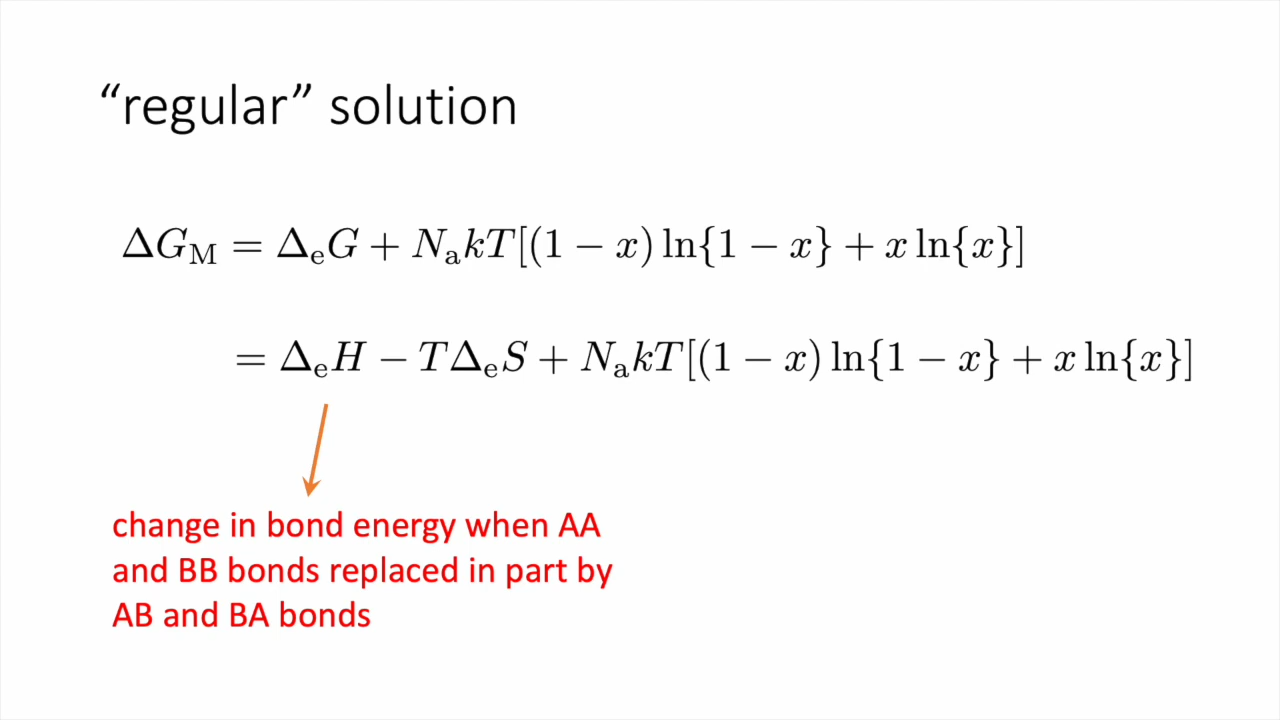 “regular” solution
ΔG_M = Δ_eG + N_akT[(1 − x) ln{1 − x} + x ln{x}]
= Δ_eH − TΔ_eS + N_akT[(1 − x) ln{1 − x} + x ln{x}]
change in bond energy when AA
and BB bonds replaced in part by
AB and BA bonds